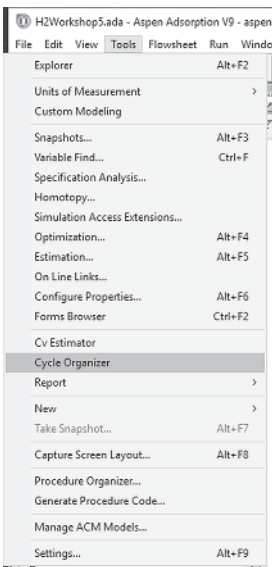 H2Workshop5.ada - Aspen Adsorption V9 - aspen
File Edit View Tools Flowsheet Run Windo
Explorer Alt+F2
Units of Measurement >
Custom Modeling
Snapshots... Alt+F3
Variable Find... Ctrl+F
Specification Analysis...
Homotopy...
Simulation Access Extensions...
Optimization... Alt+F4
Estimation... Alt+F5
On Line Links...
Configure Properties... Alt+F6
Forms Browser Ctrl+F2
Cv Estimator
Cycle Organizer
Report >
New >
Take Snapshot... Alt+F7
Capture Screen Layout... Alt+F8
Procedure Organizer...
Generate Procedure Code...
Manage ACM Models...
Settings... Alt+F9